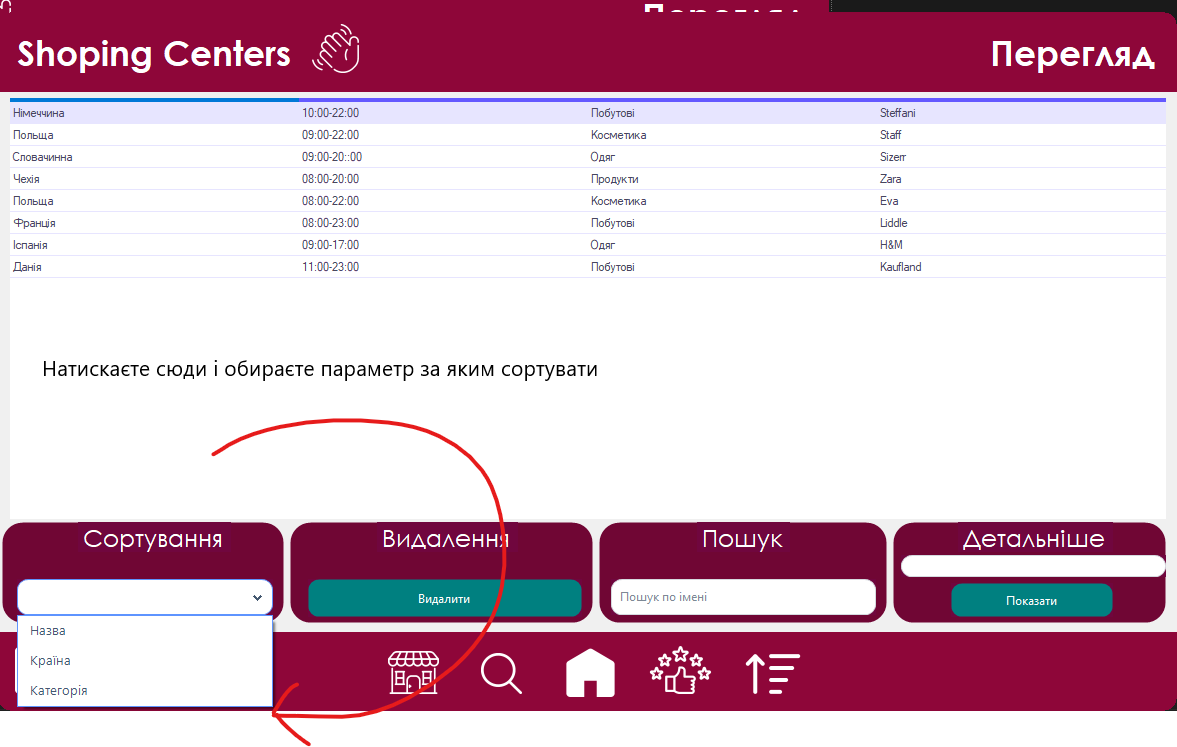 Перегляд
Shoping Centers
Перегляд
Німеччина 10:00-22:00 Побутові Steffani
Польща 09:00-22:00 Косметика Staff
Словачинна 09:00-20::00 Одяг Sizerr
Чехія 08:00-20:00 Продукти Zara
Польща 08:00-22:00 Косметика Eva
Франція 08:00-23:00 Побутові Liddle
Іспанія 09:00-17:00 Одяг H&M
Данія 11:00-23:00 Побутові Kaufland
Натискаєте сюди і обираєте параметр за яким сортувати
Сортування Видалення Пошук Детальніше
Видалити Пошук по імені Показати
Назва
Країна
Категорія